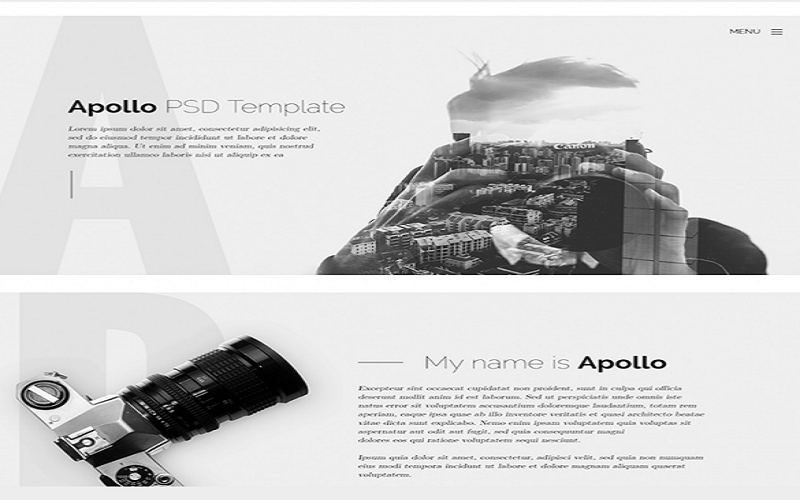 MENU
Apollo PSD Template
Lorem ipsum dolor sit amet, consectetur adipisicing elit,
sed do eiusmod tempor incididunt ut labore et dolore
magna aliqua. Ut enim ad minim veniam, quis nostrud
exercitation ullamco laboris nisi ut aliquip ex ea
Canon
A
P
My name is Apollo
Excepteur sint occaecat cupidatat non proident, sunt in culpa qui officia
deserunt mollit anim id est laborum. Sed ut perspiciatis unde omnis iste
natus error sit voluptatem accusantium doloremque laudantium, totam rem
aperiam, eaque ipsa quae ab illo inventore veritatis et quasi architecto beatae
vitae dicta sunt explicabo. Nemo enim ipsam voluptatem quia voluptas sit
aspernatur aut odit aut fugit, sed quia consequuntur magni
dolores eos qui ratione voluptatem sequi nesciunt.
Ipsum quia dolor sit amet, consectetur, adipisci velit, sed quia non numquam
eius modi tempora incidunt ut labore et dolore magnam aliquam quaerat
voluptatem.